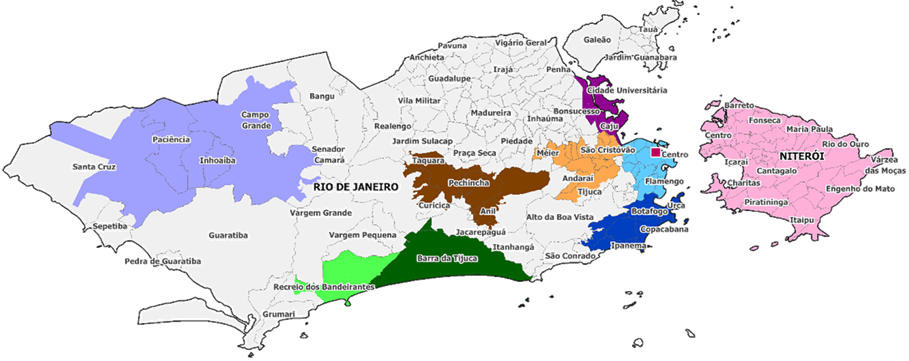 Tauá
Galeão
Pavuna
Vigário Geral
Anchieta
Jardim Guanabara
Irajá
Penha
Guadalupe
Cidade Universitária
Bangu
Vila Militar
Barreto
Campo
Grande
Madureira
Bonsucesso
Inhaúma
Fonseca
Realengo
Caju
Maria Paula
Centro
Paciência
Jardim Sulacap
Piedade
Rio do Ouro
Senador
Camará
Praça Seca
Méier
São Cristovão
Centro
NITERÓI
Inhoaíba
Taquara
Icaraí
Várzea
das Moças
Santa Cruz
Cantagalo
RIO DE JANEIRO
Pechincha
Andaraí
Flamengo
Charitas
Tijuca
Engenho do Mato
Curicica
Anil
Urca
Piratininga
Vargem Grande
Alto da Boa Vista
Botafogo
Itaipu
Sepetiba
Guaratiba
Vargem Pequena
Jacarepaguá
Copacabana
Itanhangá
Ipanema
Pedra de Guaratiba
Barra da Tijuca
São Conrado
Recreio dos Bandeirantes
Grumari